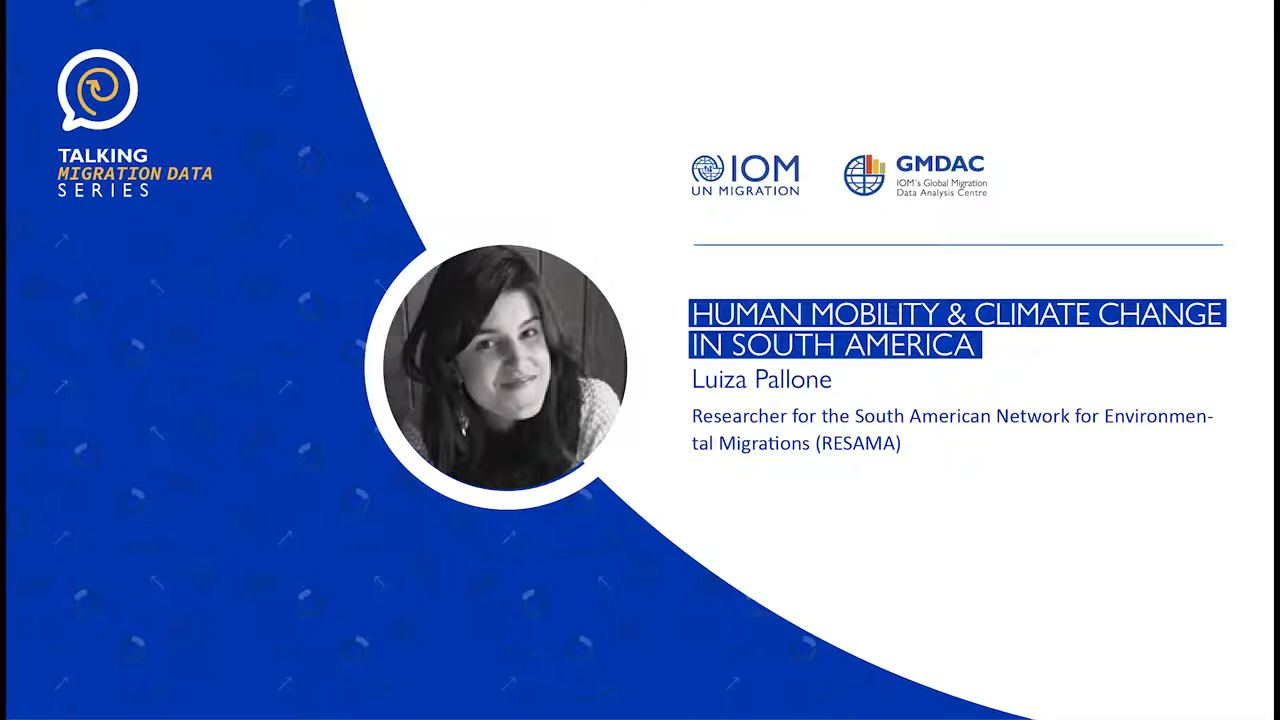 TALKING
MIGRATION DATA
SERIES
IOM
UN MIGRATION
GMDAC
IOM's Global Migration
Data Analysis Centre
HUMAN MOBILITY & CLIMATE CHANGE
IN SOUTH AMERICA
Luiza Pallone
Researcher for the South American Network for Environmen-
tal Migrations (RESAMA)